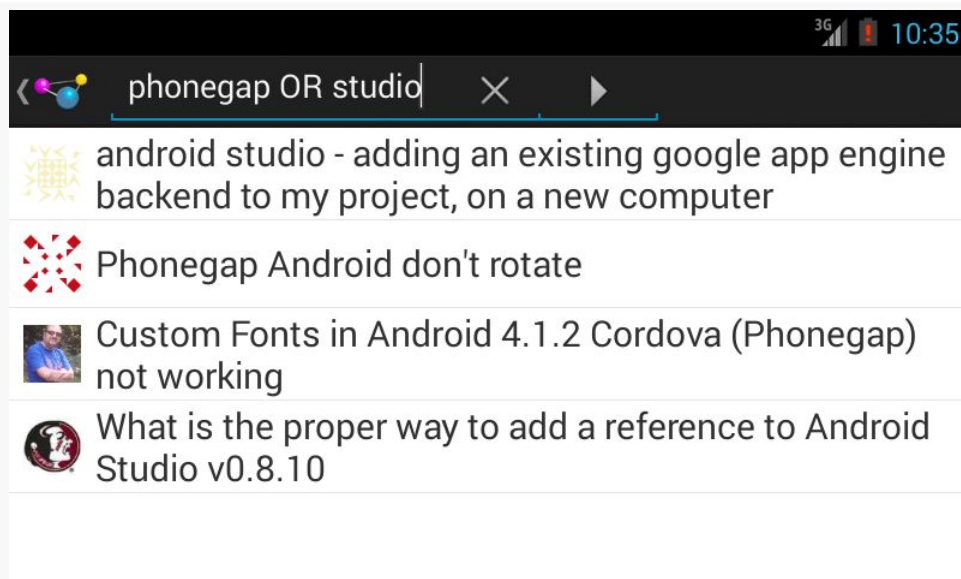 3G 10:35
phonegap OR studio
android studio - adding an existing google app engine
backend to my project, on a new computer
Phonegap Android don't rotate
Custom Fonts in Android 4.1.2 Cordova (Phonegap)
not working
What is the proper way to add a reference to Android
Studio v0.8.10